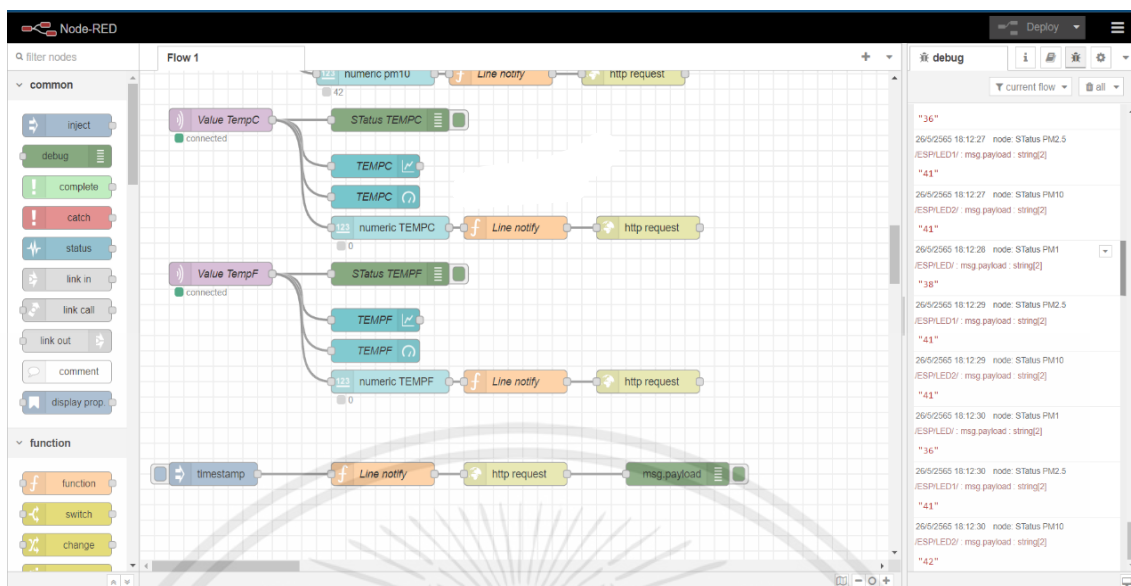 Node-RED
Deploy
filter nodes
Flow 1
debug
i
current flow
all
common
inject
debug
complete
catch
status
link in
link call
link out
comment
display prop.
function
function
switch
change
123 numeric pm10
f Line notify
http request
42
Value TempC
connected
STatus TEMPC
TEMPC
TEMPC
123 numeric TEMPC
f Line notify
http request
0
Value TempF
connected
STatus TEMPF
TEMPF
TEMPF
123 numeric TEMPF
f Line notify
http request
0
timestamp
f Line notify
http request
msg.payload
"36"
26/5/2565 18:12:27 node: STatus PM2.5
/ESP/LED1/ : msg.payload : string[2]
"41"
26/5/2565 18:12:27 node: STatus PM10
/ESP/LED2/ : msg.payload : string[2]
"41"
26/5/2565 18:12:28 node: STatus PM1
/ESP/LED/ : msg.payload : string[2]
"38"
26/5/2565 18:12:29 node: STatus PM2.5
/ESP/LED1/ : msg.payload : string[2]
"41"
26/5/2565 18:12:29 node: STatus PM10
/ESP/LED2/ : msg.payload : string[2]
"41"
26/5/2565 18:12:30 node: STatus PM1
/ESP/LED/ : msg.payload : string[2]
"36"
26/5/2565 18:12:30 node: STatus PM2.5
/ESP/LED1/ : msg.payload : string[2]
"41"
26/5/2565 18:12:30 node: STatus PM10
/ESP/LED2/ : msg.payload : string[2]
"42"